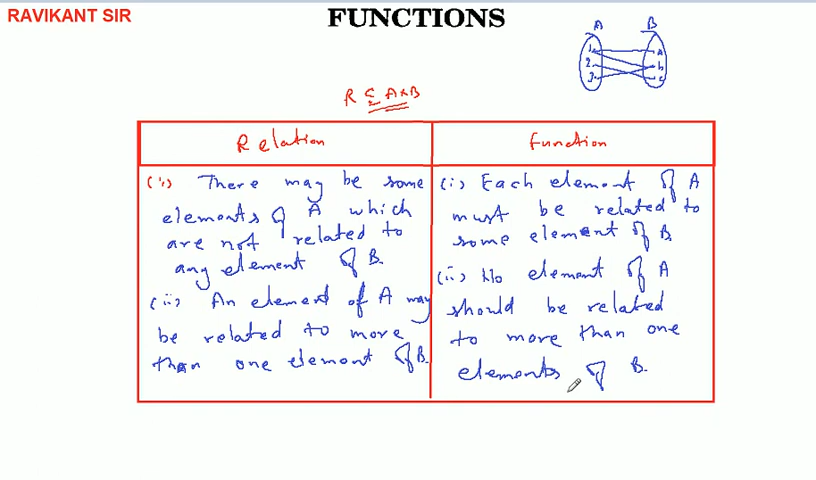 RAVIKANT SIR
FUNCTIONS
A B
1 a
2 b
3 c
R ⊆ A×B
Relation
Function
(i) There may be some
elements of A which
are not related to
any element of B.
(ii) An element of A may
be related to more
than one element of B.
(i) Each element of A
must be related to
some element of B
(ii) No element of A
should be related
to more than one
elements of B.